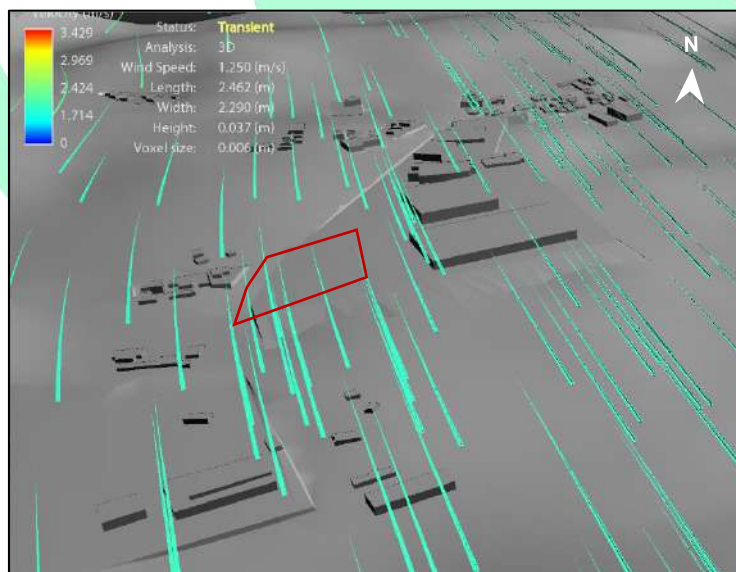 Velocity (m/s)
3.429
2.969
2.424
1.714
0
Status: Transient
Analysis: 3D
Wind Speed: 1.250 (m/s)
Length: 2.462 (m)
Width: 2.290 (m)
Height: 0.037 (m)
Voxel size: 0.006 (m)
N